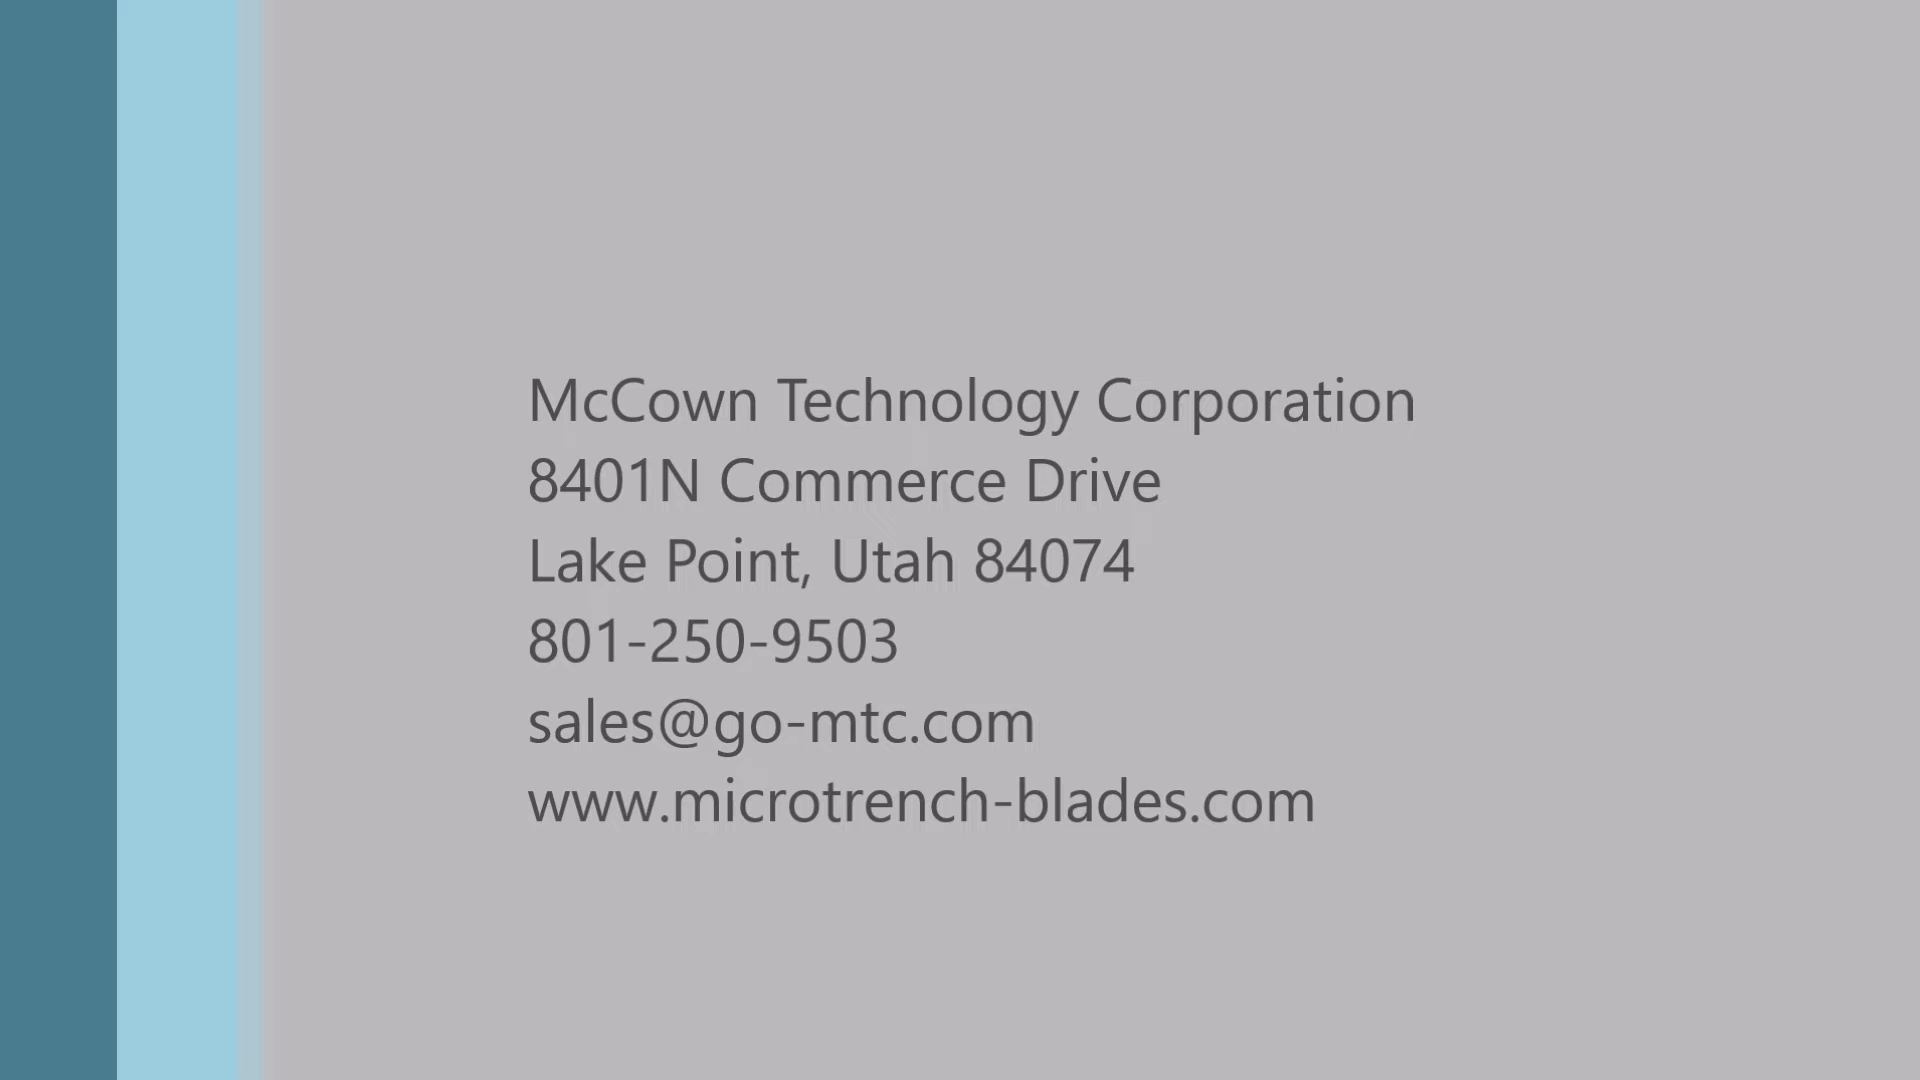 McCown Technology Corporation
8401N Commerce Drive
Lake Point, Utah 84074
801-250-9503
sales@go-mtc.com
www.microtrench-blades.com